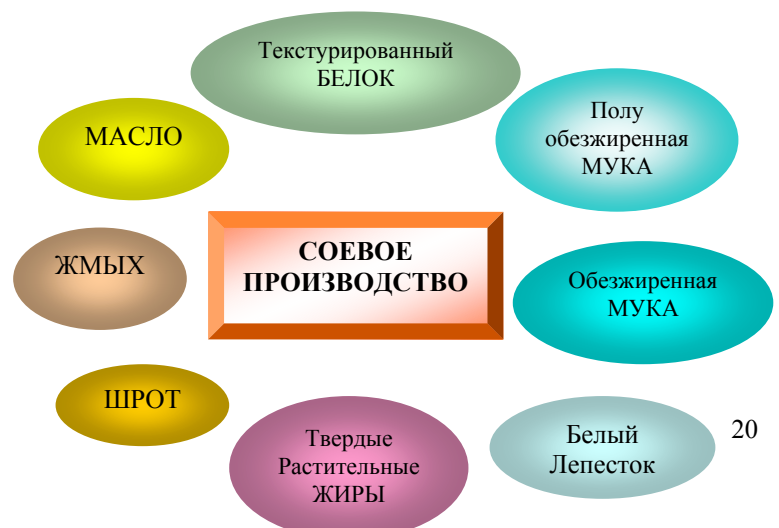 Текстурированный
БЕЛОК
Полу
обезжиренная
МУКА
МАСЛО
СОЕВОЕ
ПРОИЗВОДСТВО
ЖМЫХ
Обезжиренная
МУКА
ШРОТ
Твердые
Растительные
ЖИРЫ
Белый
Лепесток
20